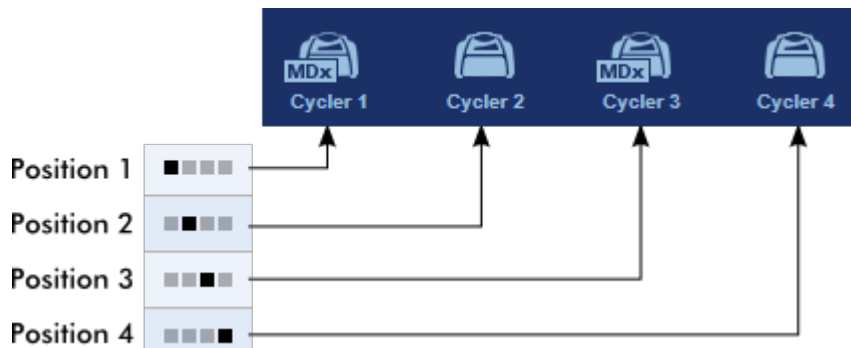 MDx MDx
Cycler 1 Cycler 2 Cycler 3 Cycler 4
Position 1
Position 2
Position 3
Position 4